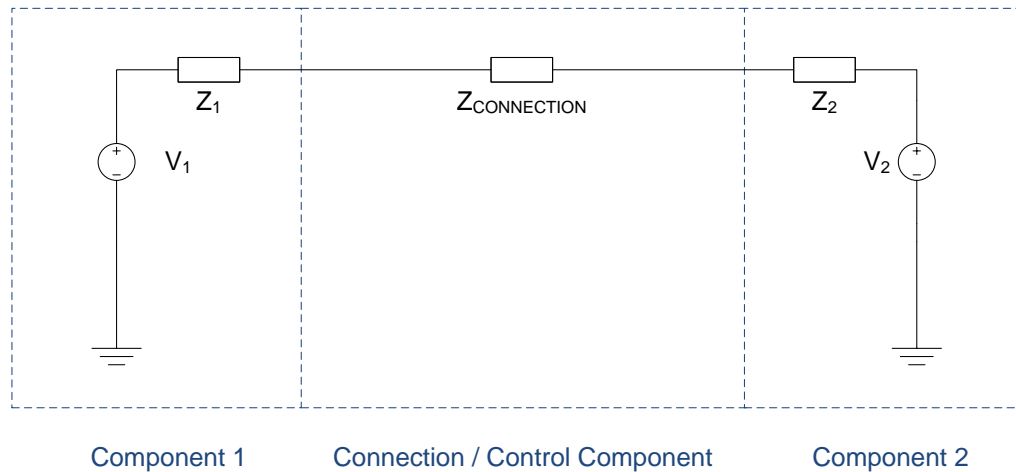 Z1
ZCONNECTION
Z2
+
−
V1
V2
+
−
Component 1
Connection / Control Component
Component 2